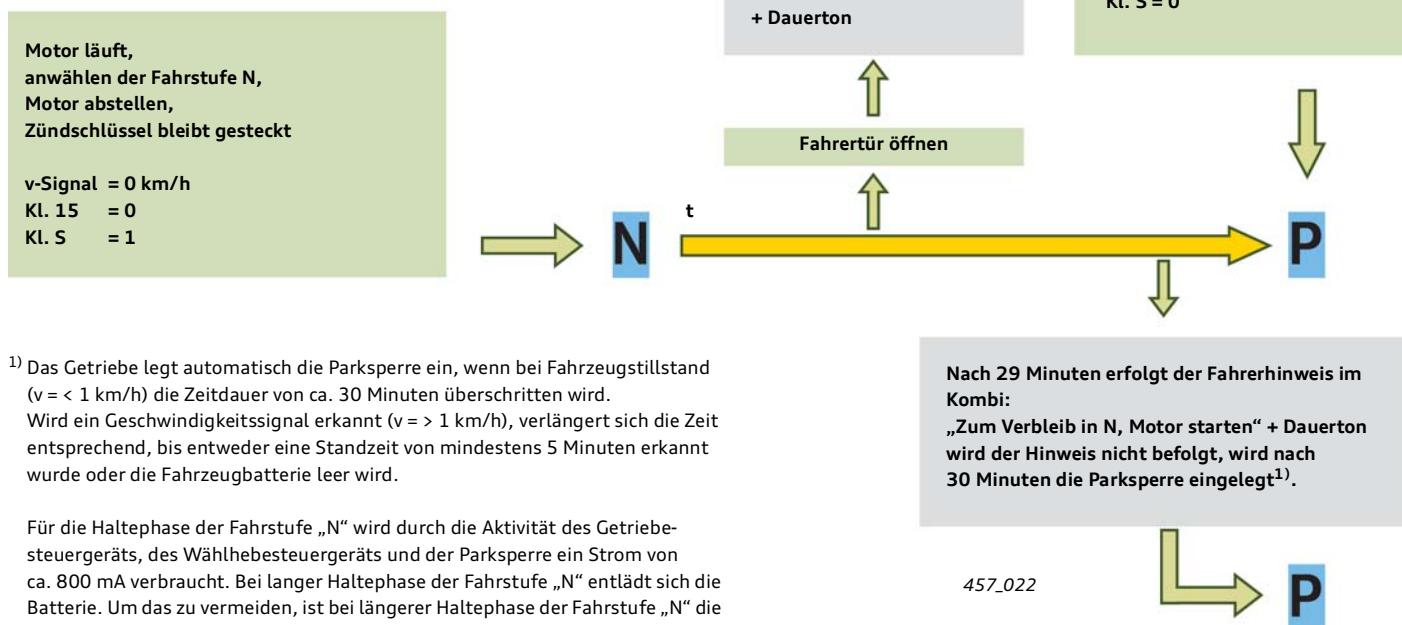 + Dauerton
Kl. S = 0
Motor läuft,
anwählen der Fahrstufe N,
Motor abstellen,
Zündschlüssel bleibt gesteckt
v-Signal = 0 km/h
Kl. 15 = 0
Kl. S = 1
Fahrertür öffnen
N
t
P
1) Das Getriebe legt automatisch die Parksperre ein, wenn bei Fahrzeugstillstand
(v = < 1 km/h) die Zeitdauer von ca. 30 Minuten überschritten wird.
Wird ein Geschwindigkeitssignal erkannt (v = > 1 km/h), verlängert sich die Zeit
entsprechend, bis entweder eine Standzeit von mindestens 5 Minuten erkannt
wurde oder die Fahrzeugbatterie leer wird.
Für die Haltephase der Fahrstufe „N“ wird durch die Aktivität des Getriebe-
steuergeräts, des Wählhebesteuergeräts und der Parksperre ein Strom von
ca. 800 mA verbraucht. Bei langer Haltephase der Fahrstufe „N“ entlädt sich die
Batterie. Um das zu vermeiden, ist bei längerer Haltephase der Fahrstufe „N“ die
Nach 29 Minuten erfolgt der Fahrerhinweis im
Kombi:
„Zum Verbleib in N, Motor starten“ + Dauerton
wird der Hinweis nicht befolgt, wird nach
30 Minuten die Parksperre eingelegt1).
457_022
P